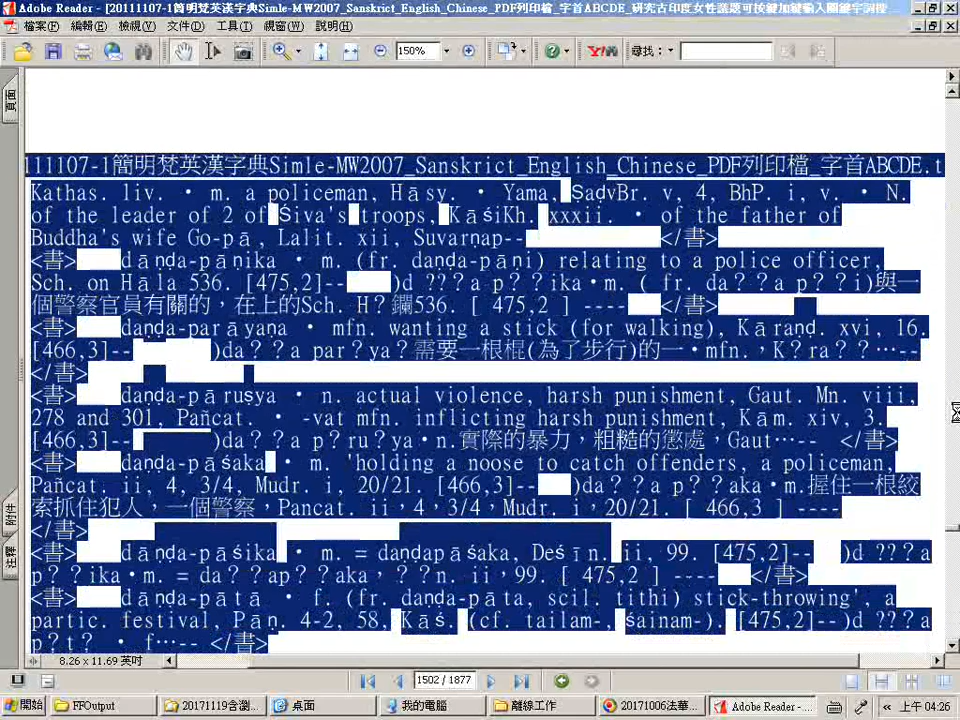 Adobe Reader - [20111107-1簡明梵英漢字典Simle-MW2007_Sanskrict_English_Chinese_PDF列印檔_字首ABCDE_研究古印度女性議題可按鍵加鍵輸入關鍵字詞搜
檔案(F) 編輯(E) 檢視(V) 文件(D) 工具(T) 視窗(W) 說明(H)
150% 尋找：
頁面
111107-1簡明梵英漢字典Simle-MW2007_Sanskrict_English_Chinese_PDF列印檔_字首ABCDE.t
Kathas. liv. • m. a policeman, Hāsy. • Yama, ṢaḍvBr. v, 4, BhP. i, v. • N.
of the leader of 2 of Śiva's troops, KāśiKh. xxxii. • of the father of
Buddha's wife Go-pā, Lalit. xii, Suvarṇap-- </書>
<書> dāṇḍa-pāṇika • m. (fr. daṇḍa-pāṇi) relating to a police officer,
Sch. on Hāla 536. [475,2]-- )d ???a p??ika•m. ( fr. da??a p??i)與一
個警察官員有關的，在上的Sch. H?鑭536. [ 475,2 ] ---- </書>
<書> daṇḍa-parāyaṇa • mfn. wanting a stick (for walking), Kāraṇḍ. xvi, 16.
[466,3]-- )da??a par?ya?需要一根棍(為了步行)的一•mfn.，K?ra??…--
</書>
<書> daṇḍa-pāruṣya • n. actual violence, harsh punishment, Gaut. Mn. viii,
278 and 301, Pañcat. • -vat mfn. inflicting harsh punishment, Kām. xiv, 3.
[466,3]-- )da??a p?ru?ya•n.實際的暴力，粗糙的懲處，Gaut…-- </書>
<書> daṇḍa-pāśaka • m. 'holding a noose to catch offenders, a policeman,
Pañcat. ii, 4, 3/4, Mudr. i, 20/21. [466,3]-- )da??a p??aka•m.握住一根絞
索抓住犯人，一個警察，Pancat. ii，4，3/4，Mudr. i，20/21. [ 466,3 ] ----
</書>
<書> dāṇḍa-pāśika • m. = daṇḍapāśaka, Deśīn. ii, 99. [475,2]-- )d ???a
p??ika•m. = da??ap??aka，??n. ii，99. [ 475,2 ] ---- </書>
<書> dāṇḍa-pātā • f. (fr. daṇḍa-pāta, scil. tithi) stick-throwing', a
partic. festival, Pāṇ. 4-2, 58, Kāś. (cf. tailam-, śainam-). [475,2]--)d ???a
p?t? • f…-- </書>
附件
注釋
8.26 x 11.69 英吋
1502 / 1877
開始 FFOutput 20171119含瀏... 桌面 我的電腦 離線工作 20171006法華... Adobe Reader -... 上午 04:26